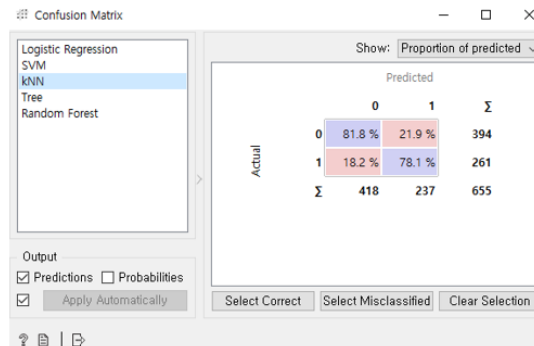 Confusion Matrix
Logistic Regression
SVM
kNN
Tree
Random Forest
Output
Predictions Probabilities
Apply Automatically
Show: Proportion of predicted
Predicted
0 1 Σ
Actual
0 81.8 % 21.9 % 394
1 18.2 % 78.1 % 261
Σ 418 237 655
Select Correct Select Misclassified Clear Selection